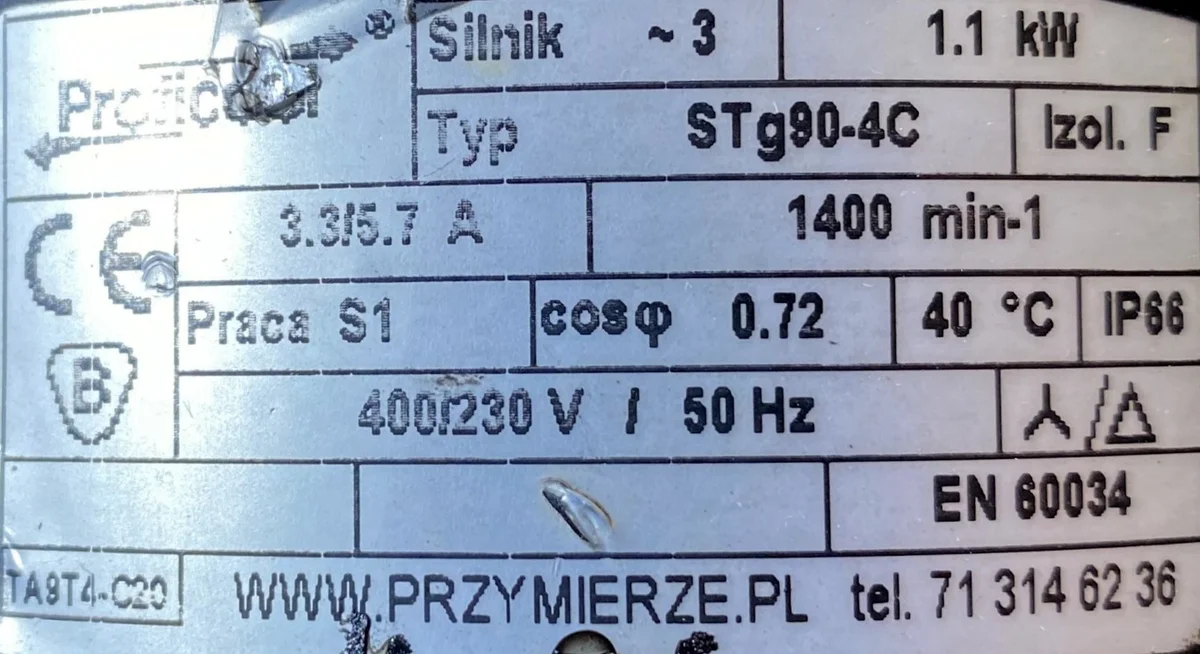 Silnik ~ 3 1.1 kW
Typ STg90-4C Izol. F
3.3/5.7 A 1400 min-1
CE
Praca S1 cosφ 0.72 40 °C IP66
B
400/230 V / 50 Hz
EN 60034
TA9T4-C20 WWW.PRZYMIERZE.PL tel. 71 314 62 36